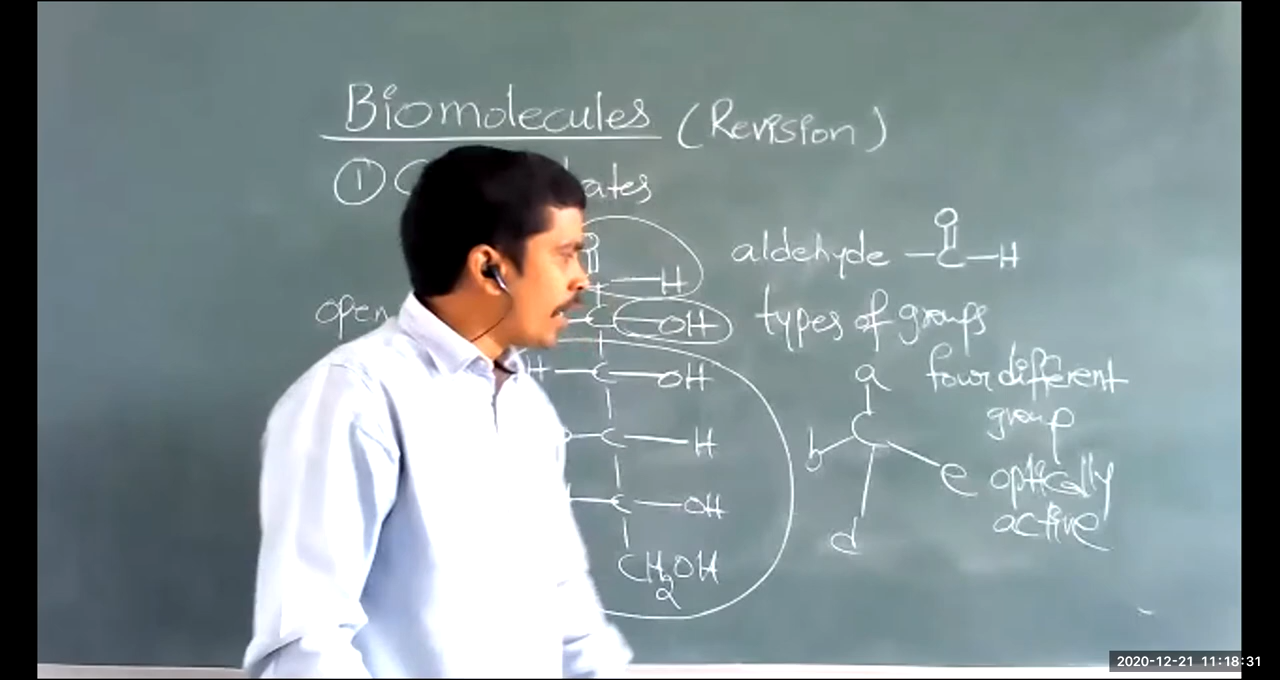 Biomolecules (Revision)
① C ates
aldehyde -C-H
O
H
open
OH
types of groups
H C OH
a
four different
group
C
C H
b
e
optically
active
C OH
d
CH2OH
2020-12-21 11:18:31